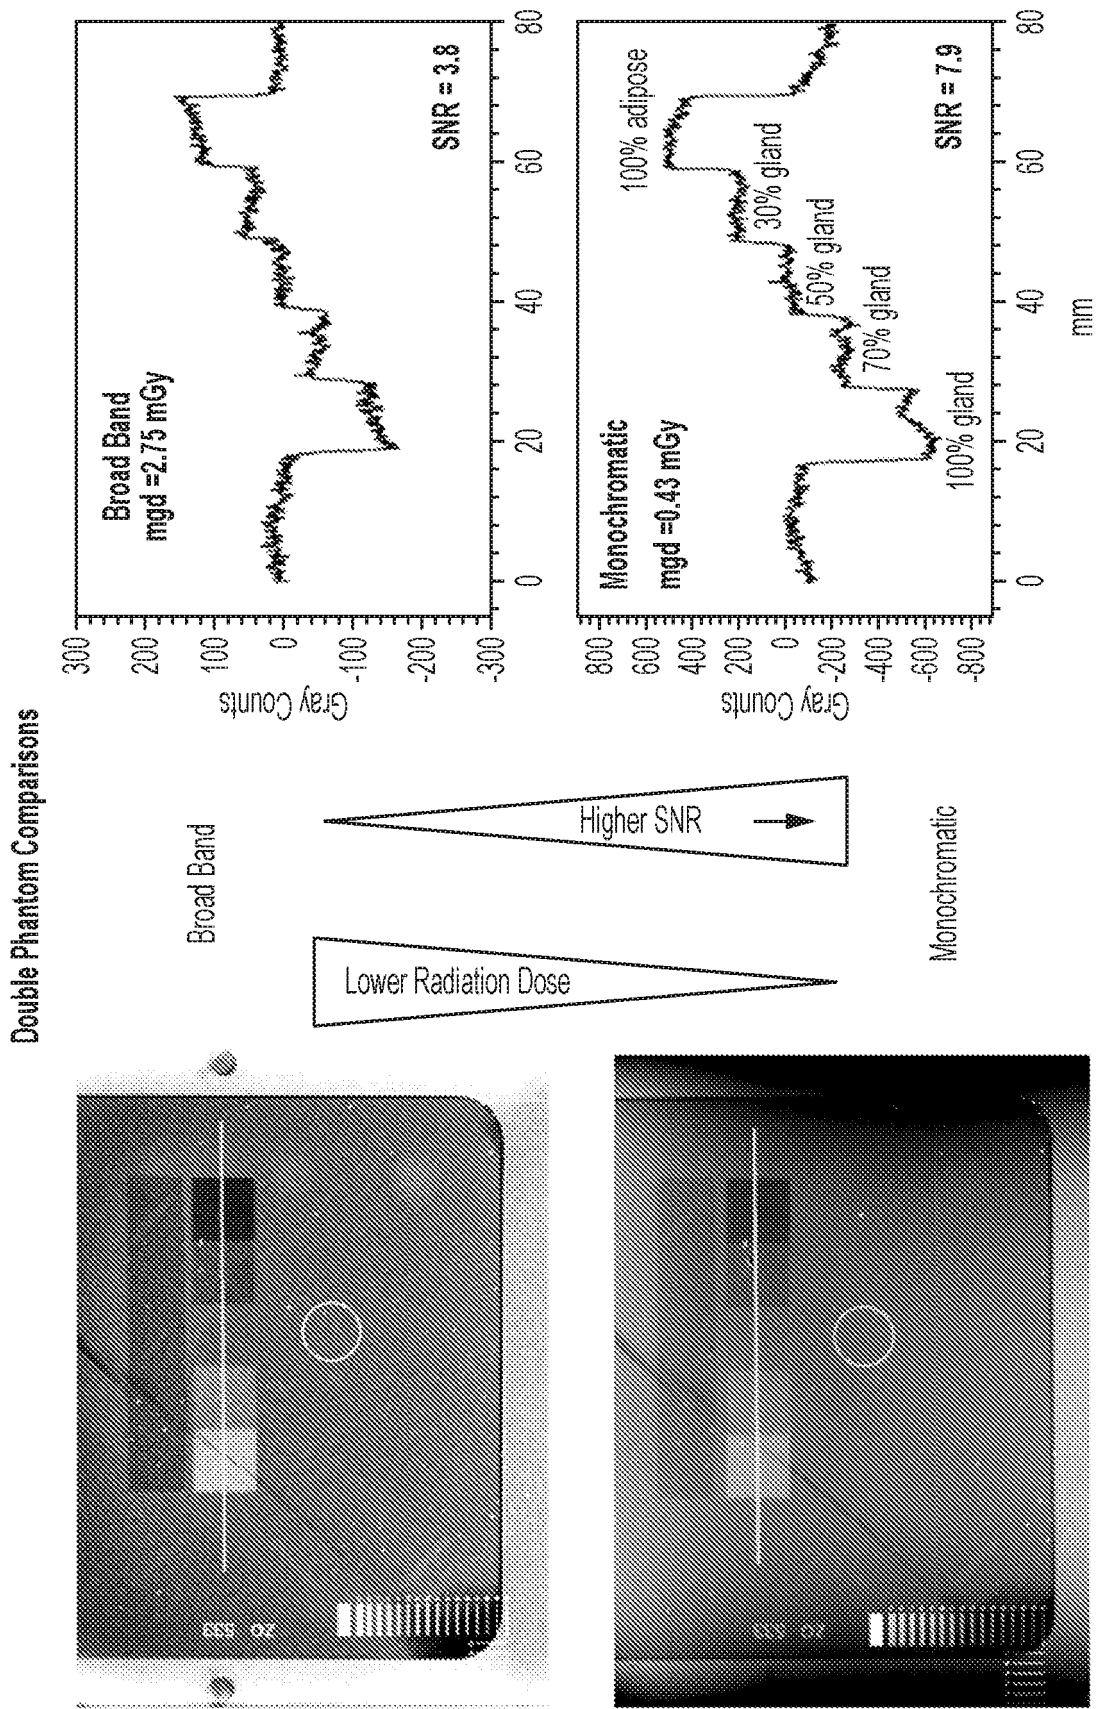 Double Phantom Comparisons
Broad Band
Lower Radiation Dose
Higher SNR
Monochromatic
Broad Band
mgd =2.75 mGy
SNR = 3.8
Gray Counts
300
200
100
0
-100
-200
-300
0
20
40
60
80
Monochromatic
mgd =0.43 mGy
100% adipose
30% gland
50% gland
70% gland
100% gland
SNR = 7.9
Gray Counts
800
600
400
200
0
-200
-400
-600
-800
0
20
40
60
80
mm